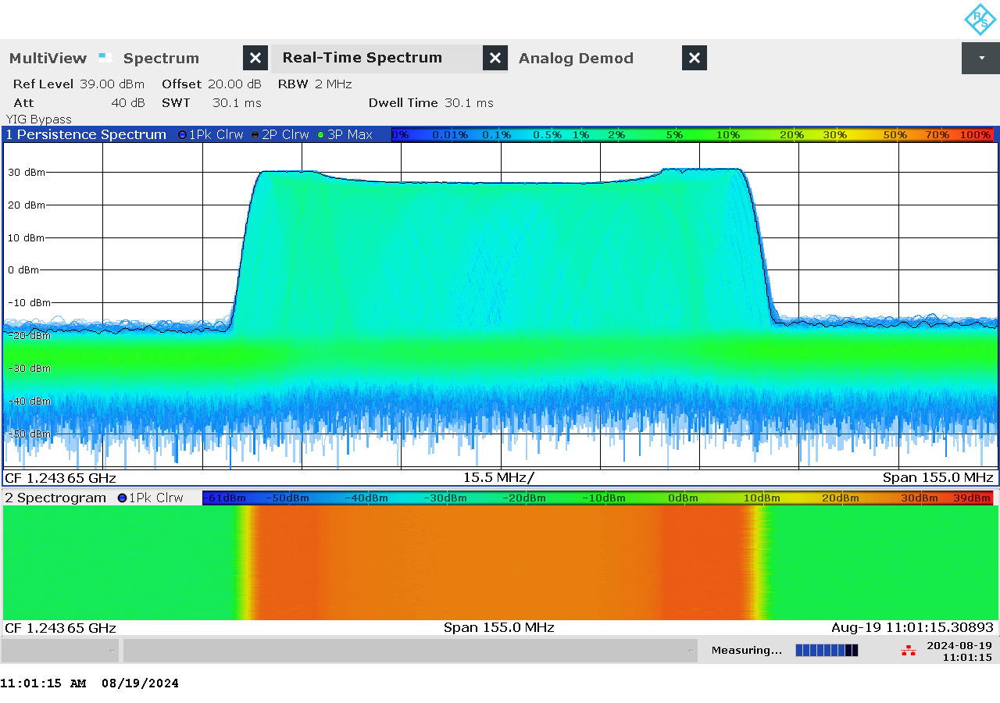 R S
MultiView Spectrum Real-Time Spectrum Analog Demod
Ref Level 39.00 dBm Offset 20.00 dB RBW 2 MHz
Att 40 dB SWT 30.1 ms Dwell Time 30.1 ms
YIG Bypass
1 Persistence Spectrum 1Pk Clrw 2P Clrw 3P Max 0% 0.01% 0.1% 0.5% 1% 2% 5% 10% 20% 30% 50% 70% 100%
30 dBm
20 dBm
10 dBm
0 dBm
-10 dBm
-20 dBm
-30 dBm
-40 dBm
-50 dBm
CF 1.24365 GHz 15.5 MHz/ Span 155.0 MHz
2 Spectrogram 1Pk Clrw -61dBm -50dBm -40dBm -30dBm -20dBm -10dBm 0dBm 10dBm 20dBm 30dBm 39dBm
CF 1.24365 GHz Span 155.0 MHz Aug-19 11:01:15.30893
Measuring... 2024-08-19
11:01:15
11:01:15 AM 08/19/2024